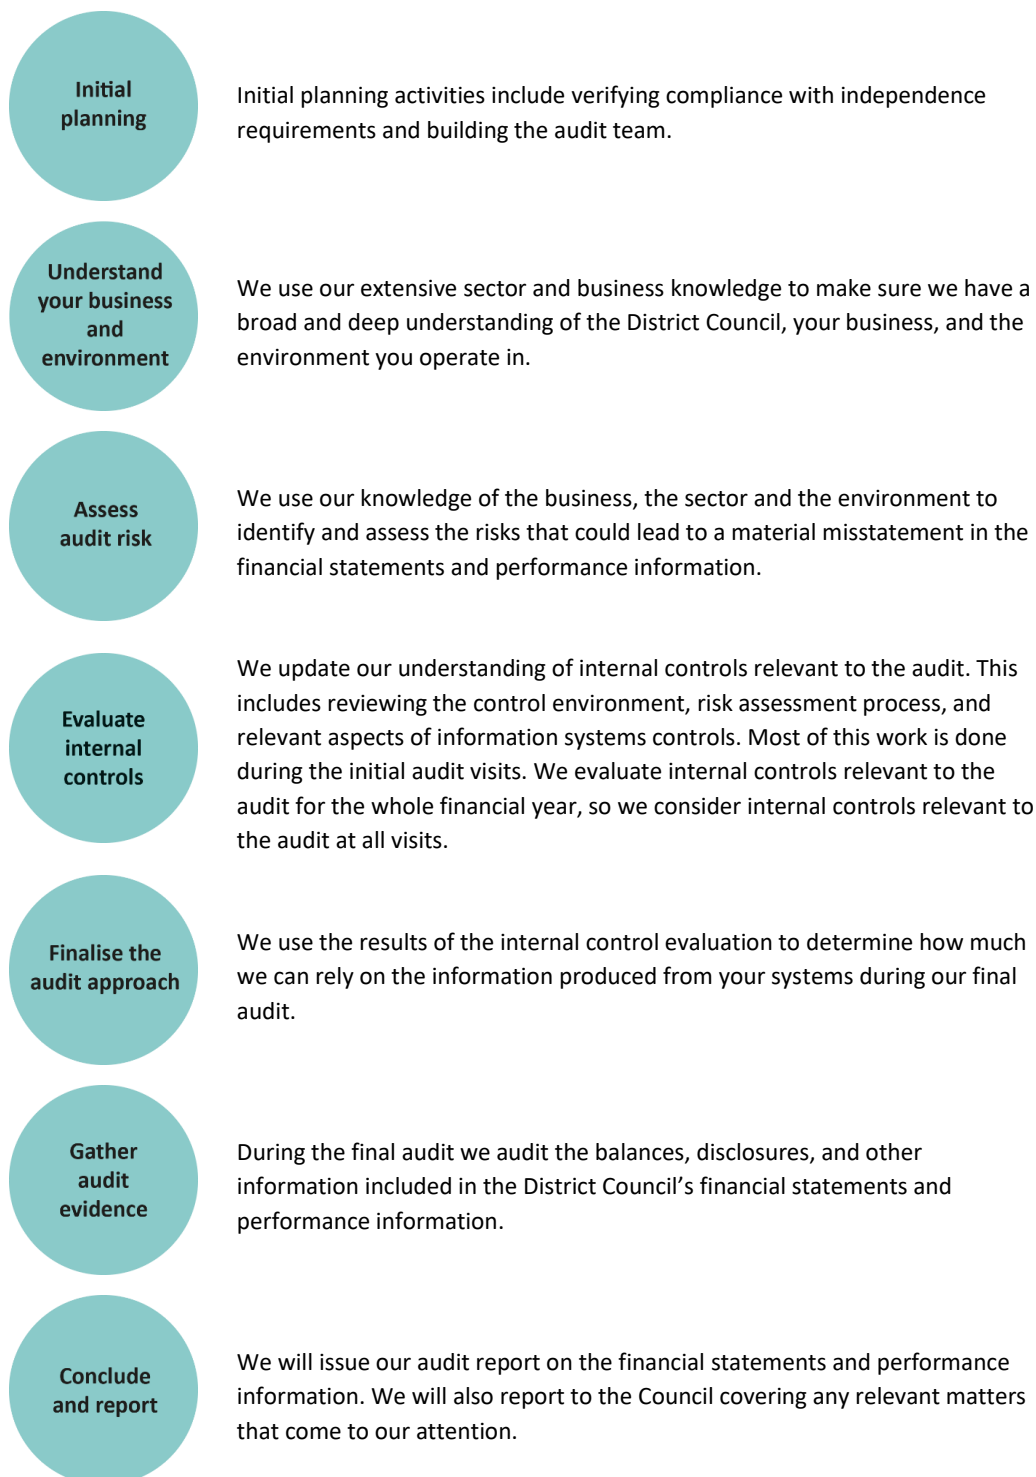 Initial
planning
Initial planning activities include verifying compliance with independence
requirements and building the audit team.
Understand
your business
and
environment
We use our extensive sector and business knowledge to make sure we have a
broad and deep understanding of the District Council, your business, and the
environment you operate in.
Assess
audit risk
We use our knowledge of the business, the sector and the environment to
identify and assess the risks that could lead to a material misstatement in the
financial statements and performance information.
Evaluate
internal
controls
We update our understanding of internal controls relevant to the audit. This
includes reviewing the control environment, risk assessment process, and
relevant aspects of information systems controls. Most of this work is done
during the initial audit visits. We evaluate internal controls relevant to the
audit for the whole financial year, so we consider internal controls relevant to
the audit at all visits.
Finalise the
audit approach
We use the results of the internal control evaluation to determine how much
we can rely on the information produced from your systems during our final
audit.
Gather
audit
evidence
During the final audit we audit the balances, disclosures, and other
information included in the District Council’s financial statements and
performance information.
Conclude
and report
We will issue our audit report on the financial statements and performance
information. We will also report to the Council covering any relevant matters
that come to our attention.